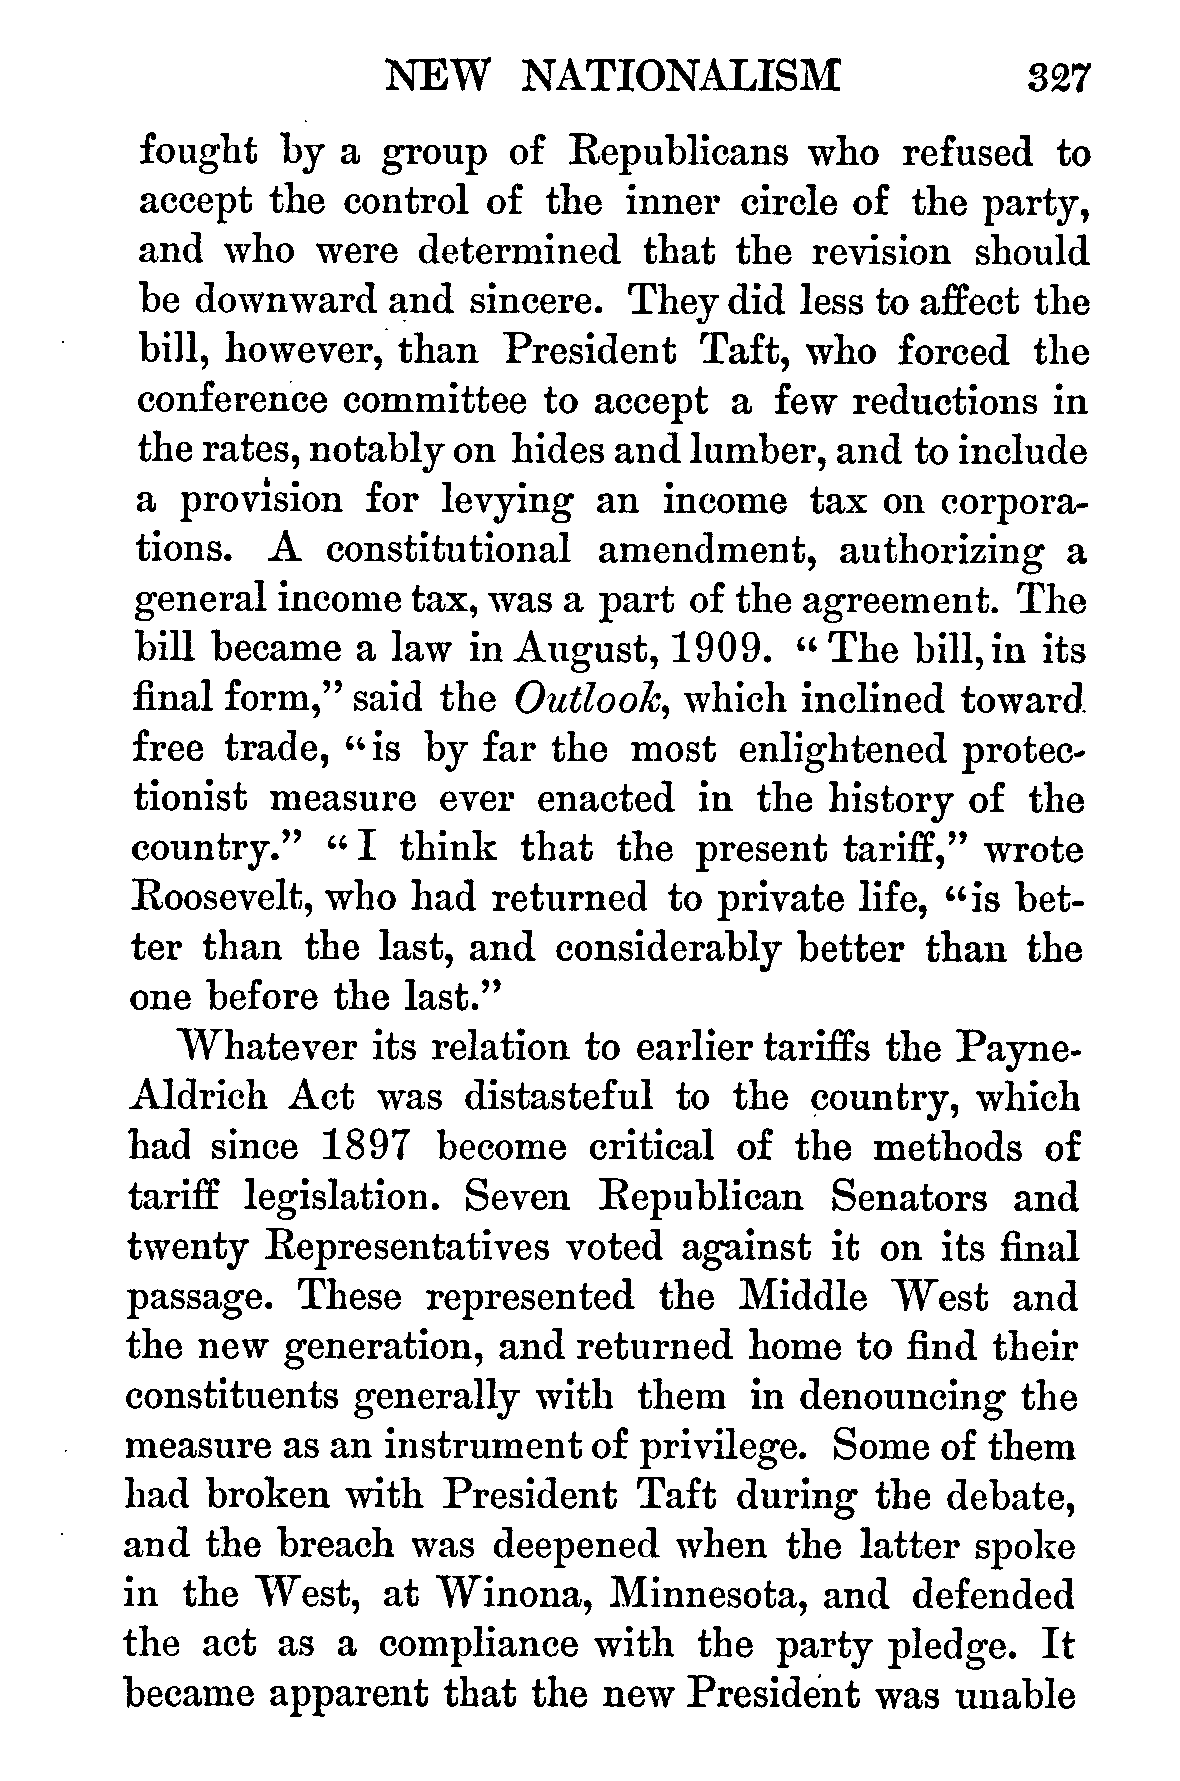 NEW NATIONALISM 327
fought by a group of Republicans who refused to
accept the control of the inner circle of the party,
and who were determined that the revision should
be downward and sincere. They did less to affect the
bill, however, than President Taft, who forced the
conference committee to accept a few reductions in
the rates, notably on hides and lumber, and to include
a provision for levying an income tax on corpora-
tions. A constitutional amendment, authorizing a
general income tax, was a part of the agreement. The
bill became a law in August, 1909. “The bill, in its
final form,” said the Outlook, which inclined toward
free trade, “is by far the most enlightened protec-
tionist measure ever enacted in the history of the
country.” “I think that the present tariff,” wrote
Roosevelt, who had returned to private life, “is bet-
ter than the last, and considerably better than the
one before the last.”
Whatever its relation to earlier tariffs the Payne-
Aldrich Act was distasteful to the country, which
had since 1897 become critical of the methods of
tariff legislation. Seven Republican Senators and
twenty Representatives voted against it on its final
passage. These represented the Middle West and
the new generation, and returned home to find their
constituents generally with them in denouncing the
measure as an instrument of privilege. Some of them
had broken with President Taft during the debate,
and the breach was deepened when the latter spoke
in the West, at Winona, Minnesota, and defended
the act as a compliance with the party pledge. It
became apparent that the new President was unable